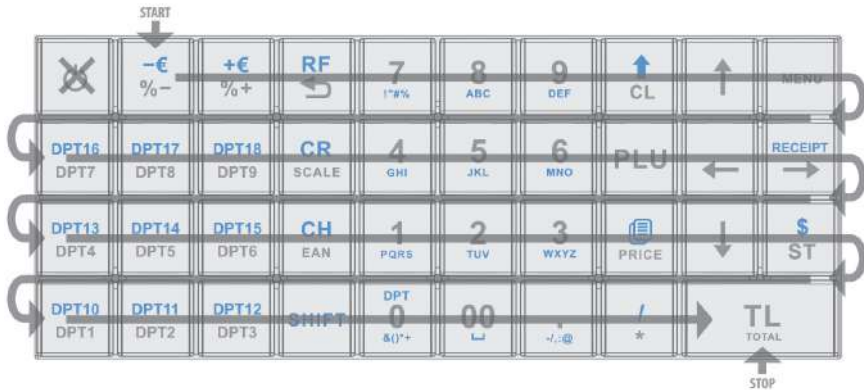 START
−€ +€ RF 7 8 9 CL MENU
%− %+ !"#% ABC DEF
DPT16 DPT17 DPT18 CR 4 5 6 PLU RECEIPT
DPT7 DPT8 DPT9 SCALE GHI JKL MNO
DPT13 DPT14 DPT15 CH 1 2 3 $
DPT4 DPT5 DPT6 EAN PQRS TUV WXYZ PRICE ST
DPT10 DPT11 DPT12 SHIFT DPT 0 00 . / TL
DPT1 DPT2 DPT3 &()*+ -/,:@ * TOTAL
STOP